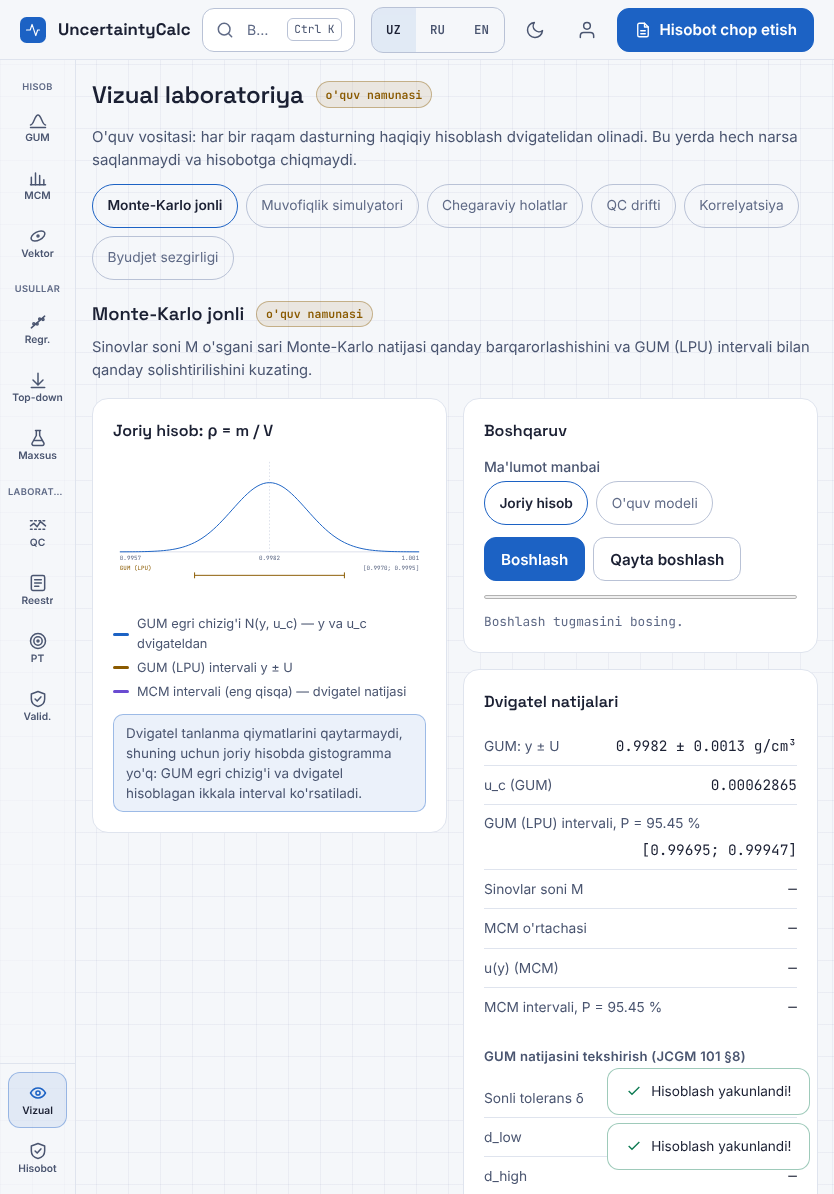 UncertaintyCalc
B...
Ctrl K
UZ
RU
EN
Hisobot chop etish
HISOB
GUM
MCM
Vektor
USULLAR
Regr.
Top-down
Maxsus
LABORAT...
QC
Reestr
PT
Valid.
Vizual
Hisobot
Vizual laboratoriya
o'quv namunasi
O'quv vositasi: har bir raqam dasturning haqiqiy hisoblash dvigatelidan olinadi. Bu yerda hech narsa
saqlanmaydi va hisobotga chiqmaydi.
Monte-Karlo jonli
Muvofiqlik simulyatori
Chegaraviy holatlar
QC drifti
Korrelyatsiya
Byudjet sezgirligi
Monte-Karlo jonli
o'quv namunasi
Sinovlar soni M o'sgani sari Monte-Karlo natijasi qanday barqarorlashishini va GUM (LPU) intervali bilan
qanday solishtirilishini kuzating.
Joriy hisob: ρ = m / V
0.9957
0.9982
1.001
GUM (LPU)
[0.9970; 0.9995]
GUM egri chizig'i N(y, u_c) — y va u_c
dvigateldan
GUM (LPU) intervali y ± U
MCM intervali (eng qisqa) — dvigatel natijasi
Dvigatel tanlanma qiymatlarini qaytarmaydi,
shuning uchun joriy hisobda gistogramma
yo'q: GUM egri chizig'i va dvigatel
hisoblagan ikkala interval ko'rsatiladi.
Boshqaruv
Ma'lumot manbai
Joriy hisob
O'quv modeli
Boshlash
Qayta boshlash
Boshlash tugmasini bosing.
Dvigatel natijalari
GUM: y ± U
0.9982 ± 0.0013 g/cm³
u_c (GUM)
0.00062865
GUM (LPU) intervali, P = 95.45 %
[0.99695; 0.99947]
Sinovlar soni M
—
MCM o'rtachasi
—
u(y) (MCM)
—
MCM intervali, P = 95.45 %
—
GUM natijasini tekshirish (JCGM 101 §8)
Sonli tolerans δ
d_low
d_high
—
Hisoblash yakunlandi!
Hisoblash yakunlandi!